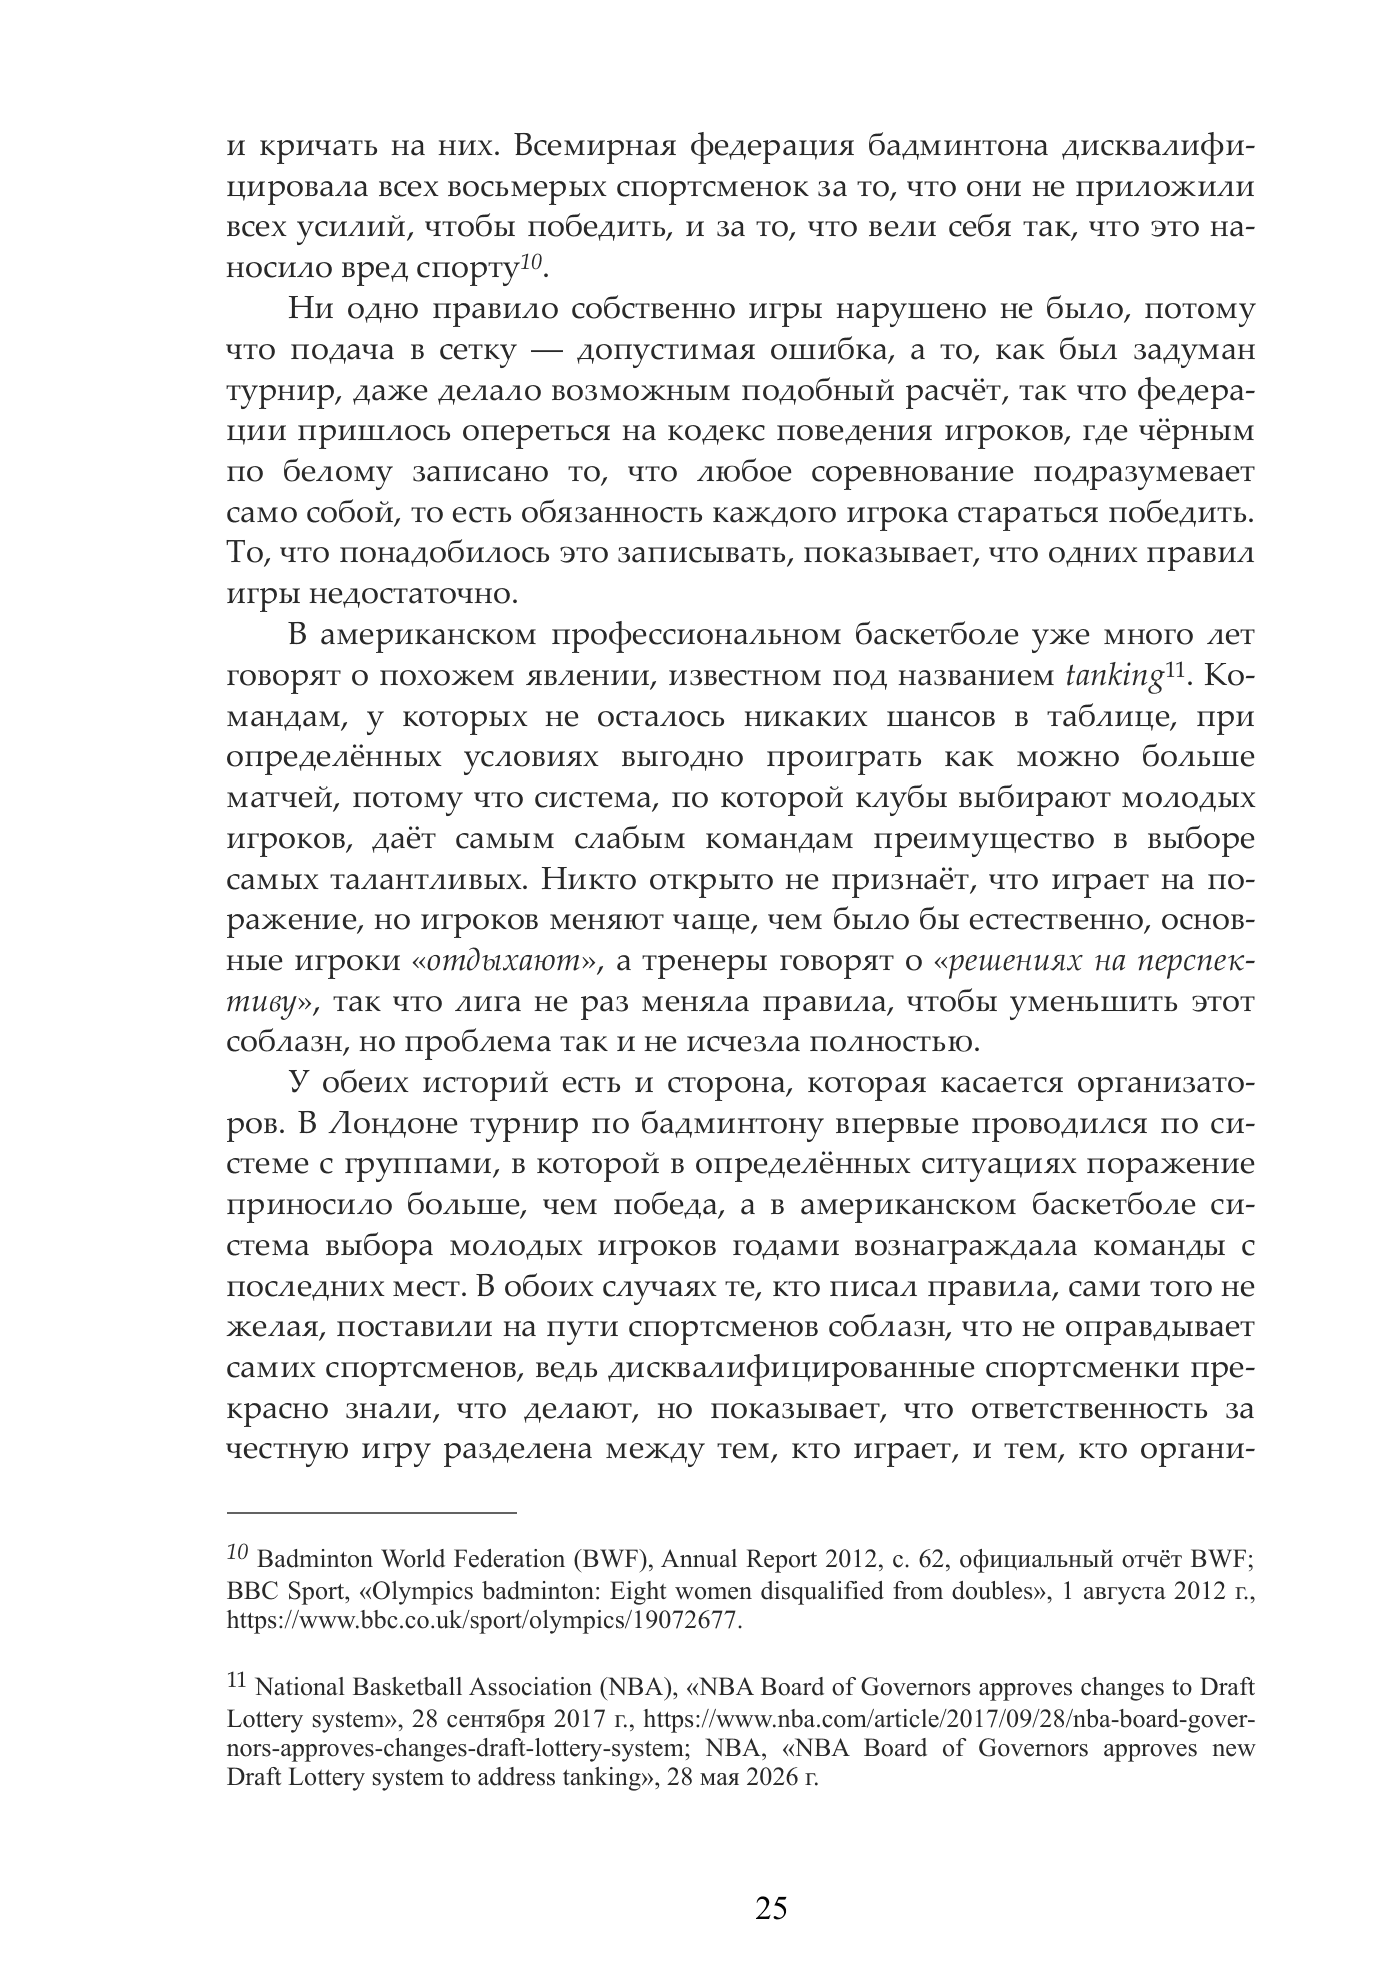 и кричать на них. Всемирная федерация бадминтона дисквалифи-
цировала всех восьмерых спортсменок за то, что они не приложили
всех усилий, чтобы победить, и за то, что вели себя так, что это на-
носило вред спорту10.
Ни одно правило собственно игры нарушено не было, потому
что подача в сетку — допустимая ошибка, а то, как был задуман
турнир, даже делало возможным подобный расчёт, так что федера-
ции пришлось опереться на кодекс поведения игроков, где чёрным
по белому записано то, что любое соревнование подразумевает
само собой, то есть обязанность каждого игрока стараться победить.
То, что понадобилось это записывать, показывает, что одних правил
игры недостаточно.
В американском профессиональном баскетболе уже много лет
говорят о похожем явлении, известном под названием tanking11. Ко-
мандам, у которых не осталось никаких шансов в таблице, при
определённых условиях выгодно проиграть как можно больше
матчей, потому что система, по которой клубы выбирают молодых
игроков, даёт самым слабым командам преимущество в выборе
самых талантливых. Никто открыто не признаёт, что играет на по-
ражение, но игроков меняют чаще, чем было бы естественно, основ-
ные игроки «отдыхают», а тренеры говорят о «решениях на перспек-
тиву», так что лига не раз меняла правила, чтобы уменьшить этот
соблазн, но проблема так и не исчезла полностью.
У обеих историй есть и сторона, которая касается организато-
ров. В Лондоне турнир по бадминтону впервые проводился по си-
стеме с группами, в которой в определённых ситуациях поражение
приносило больше, чем победа, а в американском баскетболе си-
стема выбора молодых игроков годами вознаграждала команды с
последних мест. В обоих случаях те, кто писал правила, сами того не
желая, поставили на пути спортсменов соблазн, что не оправдывает
самих спортсменов, ведь дисквалифицированные спортсменки пре-
красно знали, что делают, но показывает, что ответственность за
честную игру разделена между тем, кто играет, и тем, кто органи-
10 Badminton World Federation (BWF), Annual Report 2012, с. 62, официальный отчёт BWF;
BBC Sport, «Olympics badminton: Eight women disqualified from doubles», 1 августа 2012 г.,
https://www.bbc.co.uk/sport/olympics/19072677.
11 National Basketball Association (NBA), «NBA Board of Governors approves changes to Draft
Lottery system», 28 сентября 2017 г., https://www.nba.com/article/2017/09/28/nba-board-gover-
nors-approves-changes-draft-lottery-system; NBA, «NBA Board of Governors approves new
Draft Lottery system to address tanking», 28 мая 2026 г.
25